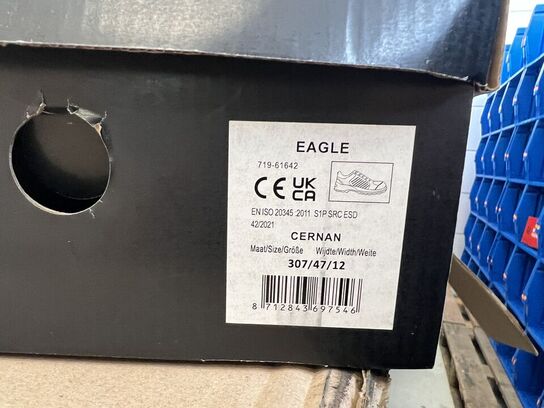 EAGLE
719-61642
CE UK CA
EN ISO 20345 :2011 S1P SRC ESD
42/2021
CERNAN
Maat/Size/Größe Wijdte/Width/Weite
307/47/12
8 712843 697546